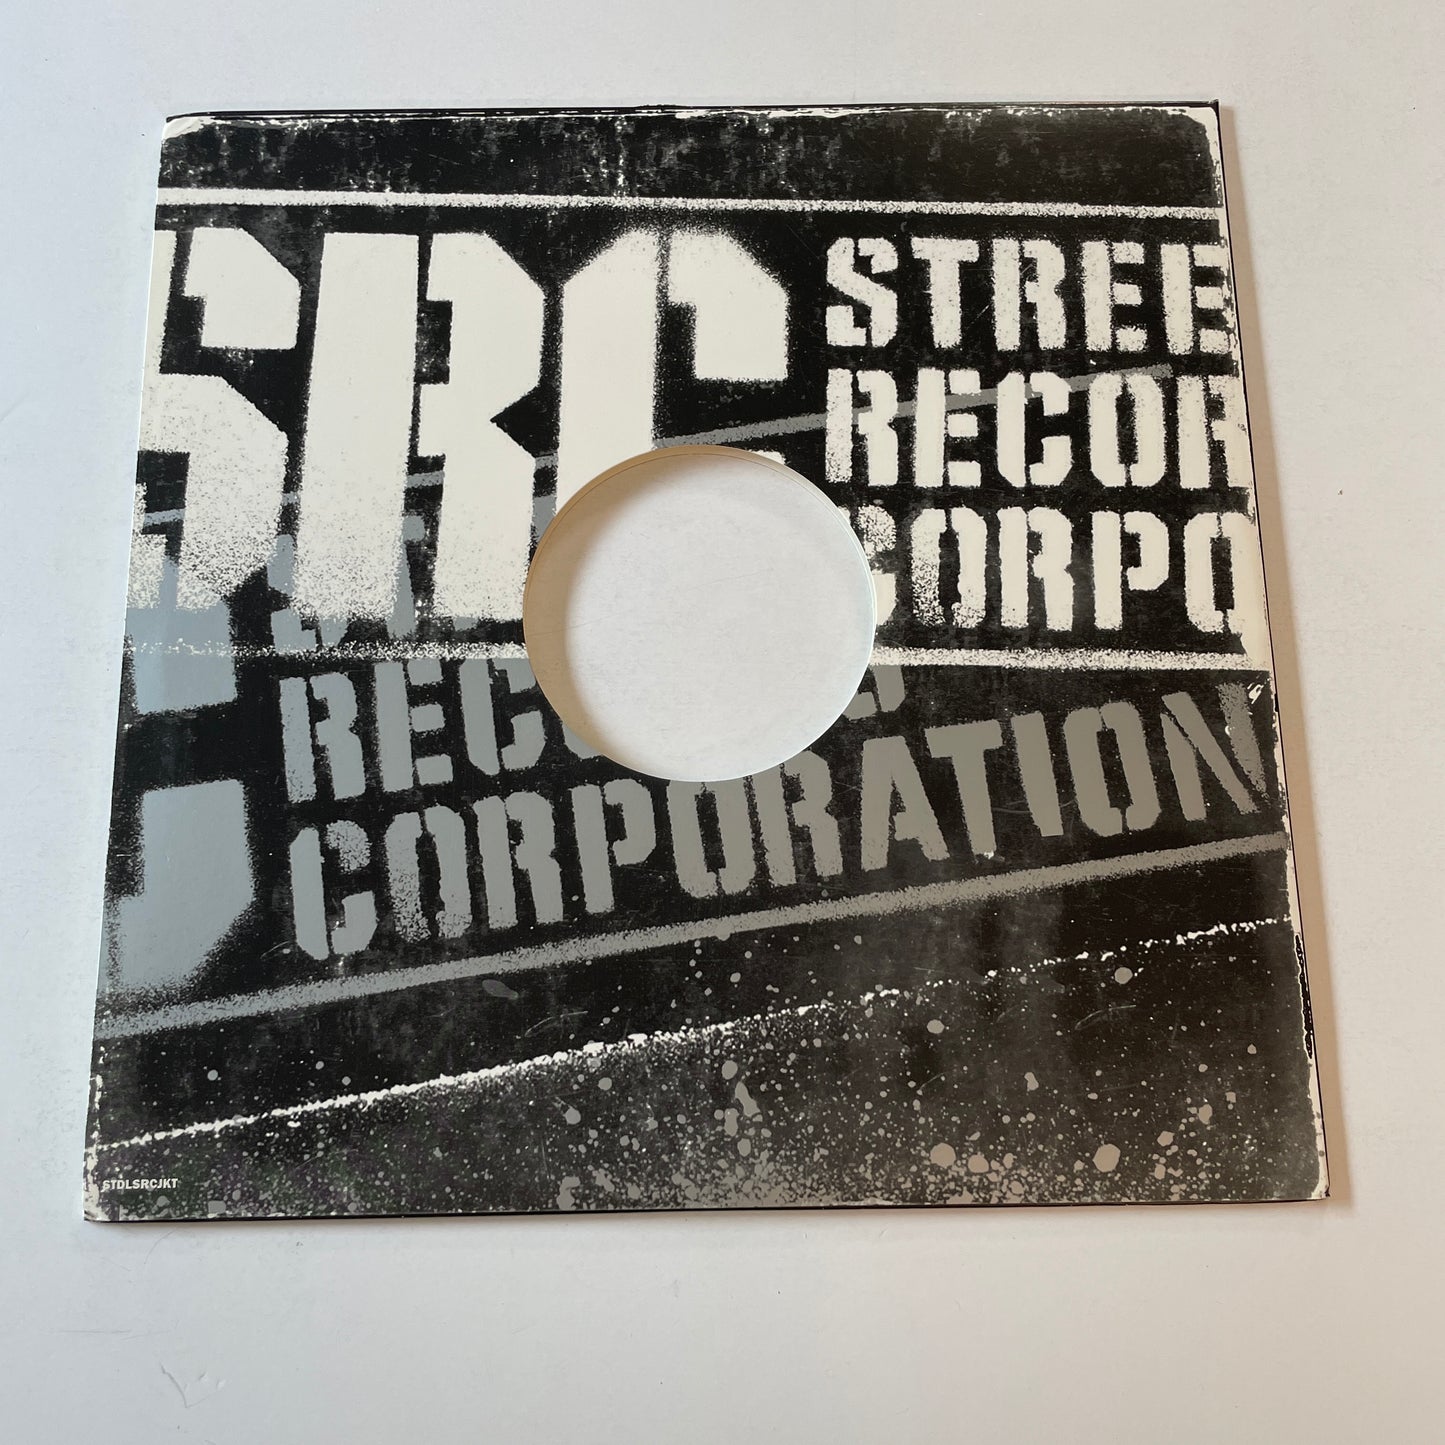 SRC
STREE
RECOR
CORPO
RECO
CORPORATION
STDLSRCJKT